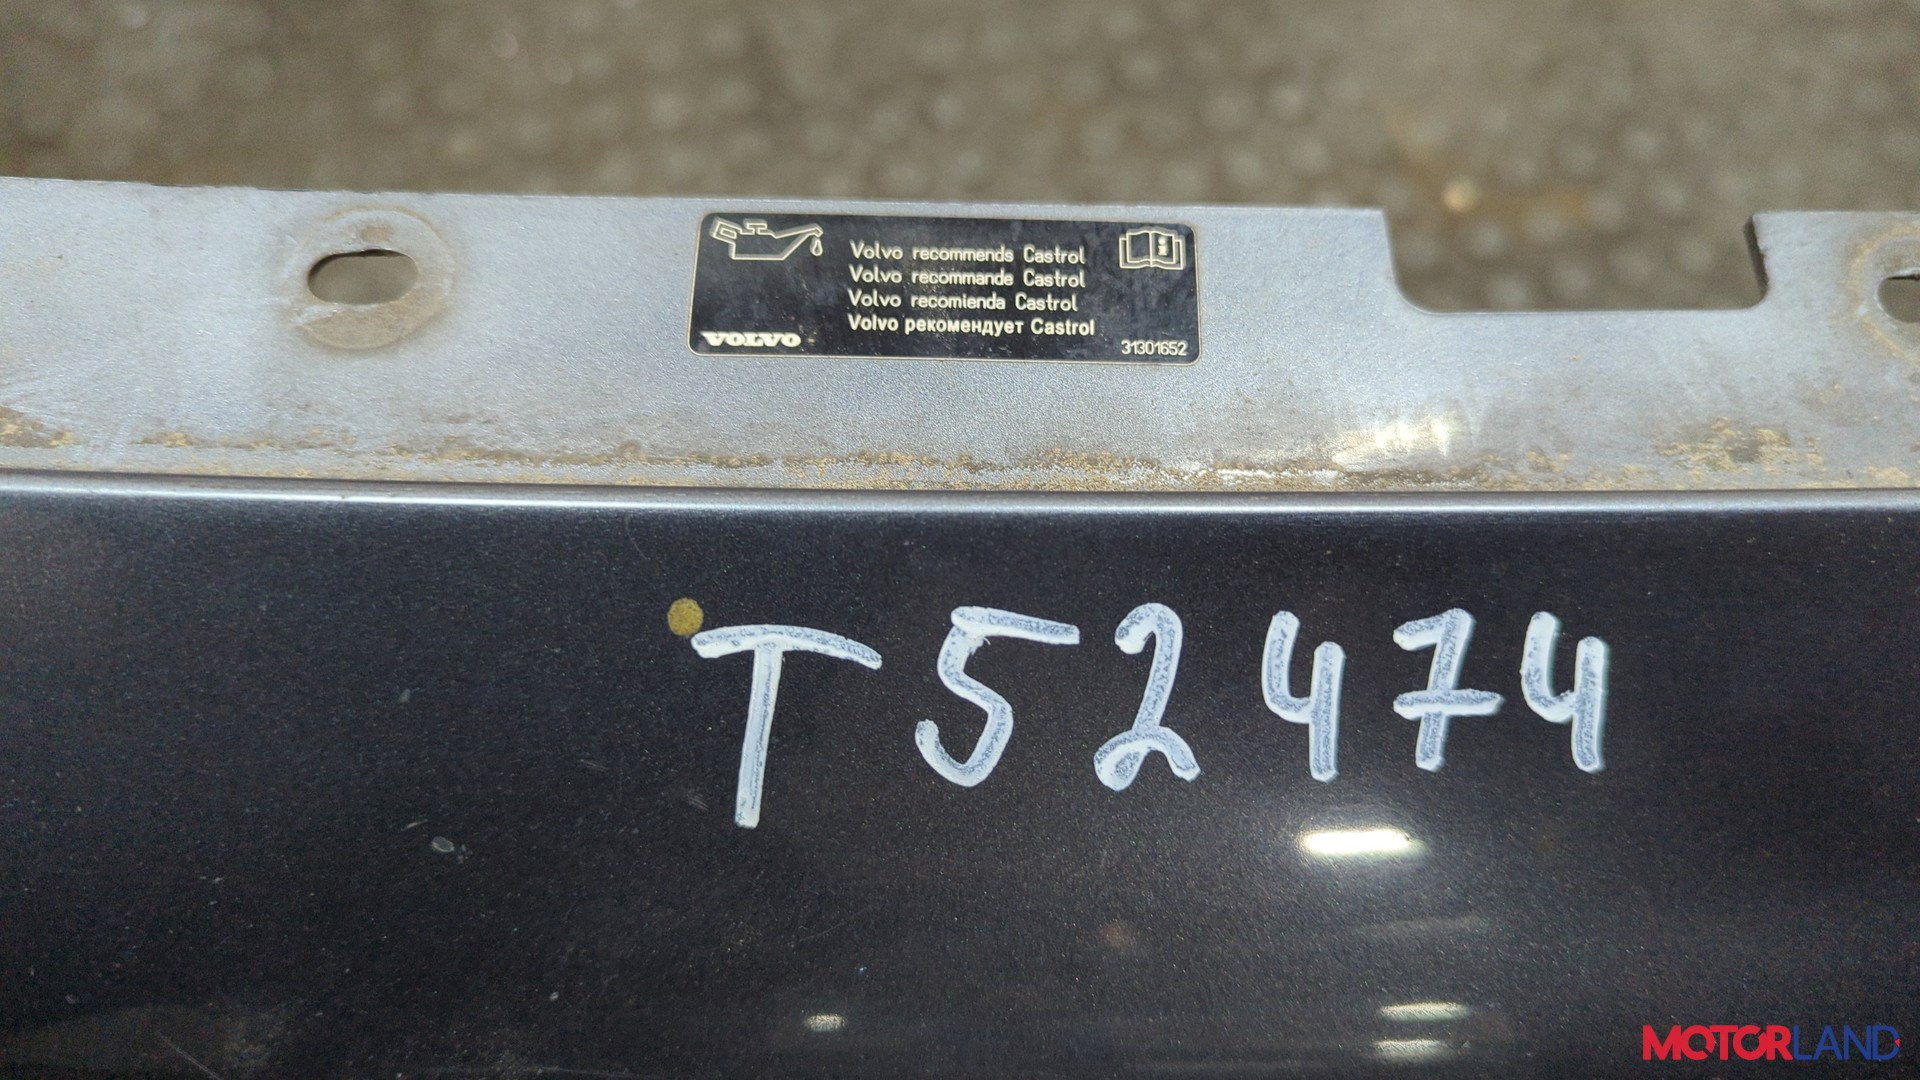 Volvo recommends Castrol
Volvo recommande Castrol
Volvo recomienda Castrol
Volvo рекомендует Castrol
VOLVO
31301652
T52474
MOTORLAND